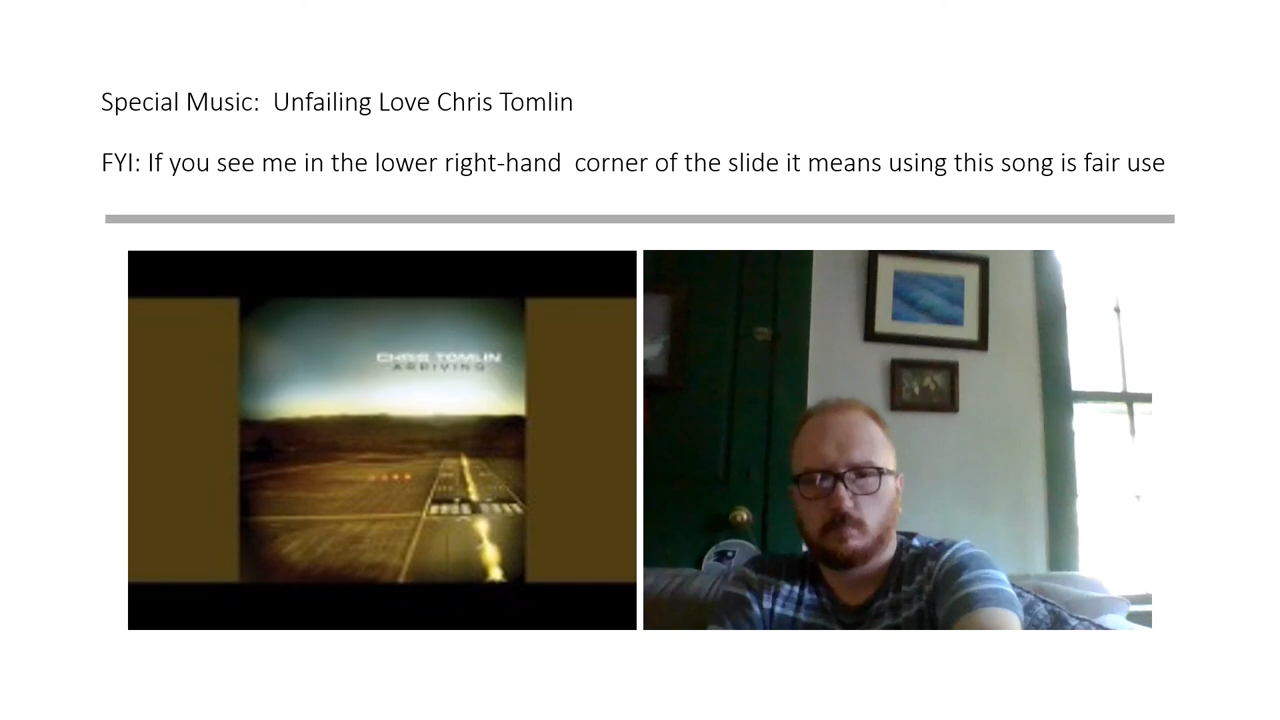 Special Music:  Unfailing Love Chris Tomlin
FYI: If you see me in the lower right-hand  corner of the slide it means using this song is fair use
CHRIS TOMLIN
ARRIVING